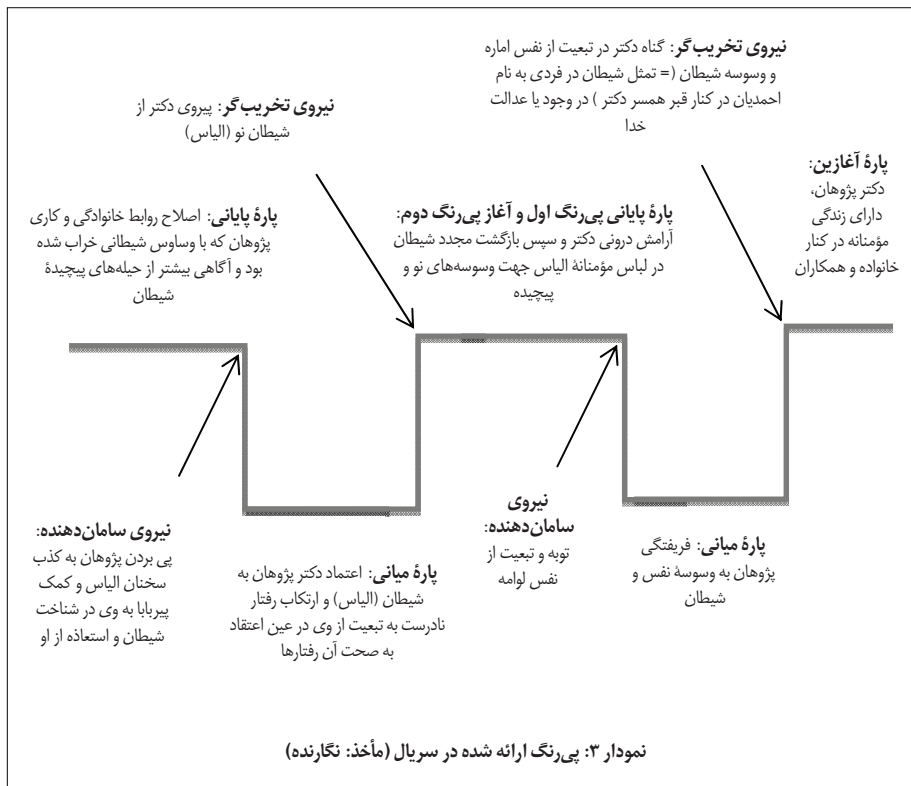 نیروی تخریب‌گر: گناه دکتر در تبعیت از نفس اماره
و وسوسه شیطان (= تمثل شیطان در فردی به نام
احمدیان در کنار قبر همسر دکتر ) در وجود یا عدالت
خدا
نیروی تخریب‌گر: پیروی دکتر از
شیطان نو (الیاس)
پارۀ آغازین:
دکتر پژوهان،
دارای زندگی
مؤمنانه در کنار
خانواده و همکاران
پارۀ پایانی پی‌رنگ اول و آغاز پی‌رنگ دوم:
آرامش درونی دکتر و سپس بازگشت مجدد شیطان
در لباس مؤمنانۀ الیاس جهت وسوسه‌های نو و
پیچیده
پارۀ پایانی: اصلاح روابط خانوادگی و کاری
پژوهان که با وساوس شیطانی خراب شده
بود و آگاهی بیشتر از حیله‌های پیچیدۀ
شیطان
پارۀ میانی: فریفتگی
پژوهان به وسوسۀ نفس و
شیطان
نیروی
سامان‌دهنده:
توبه و تبعیت از
نفس لوامه
پارۀ میانی: اعتماد دکتر پژوهان به
شیطان (الیاس) و ارتکاب رفتار
نادرست به تبعیت از وی در عین اعتقاد
به صحت آن رفتارها
نیروی سامان‌دهنده:
پی بردن پژوهان به کذب
سخنان الیاس و کمک
پیربابا به وی در شناخت
شیطان و استعاذه از او
نمودار ۳: پی‌رنگ ارائه شده در سریال (مأخذ: نگارنده)